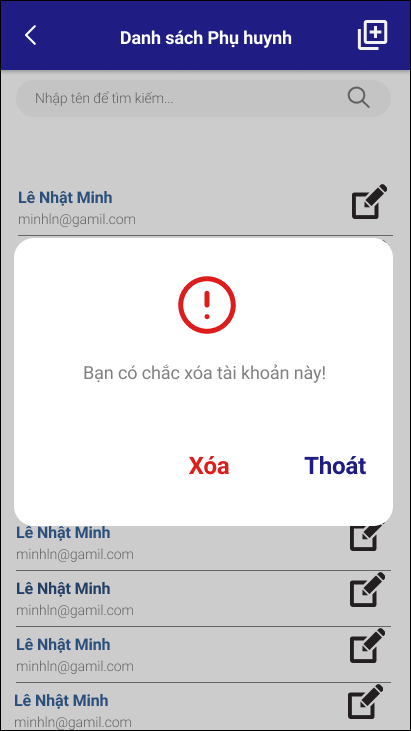 Danh sách Phụ huynh
Nhập tên để tìm kiếm...
Lê Nhật Minh
minhln@gamil.com
Bạn có chắc xóa tài khoản này!
Xóa Thoát
Lê Nhật Minh
minhln@gamil.com
Lê Nhật Minh
minhln@gamil.com
Lê Nhật Minh
minhln@gamil.com
Lê Nhật Minh
minhln@gamil.com